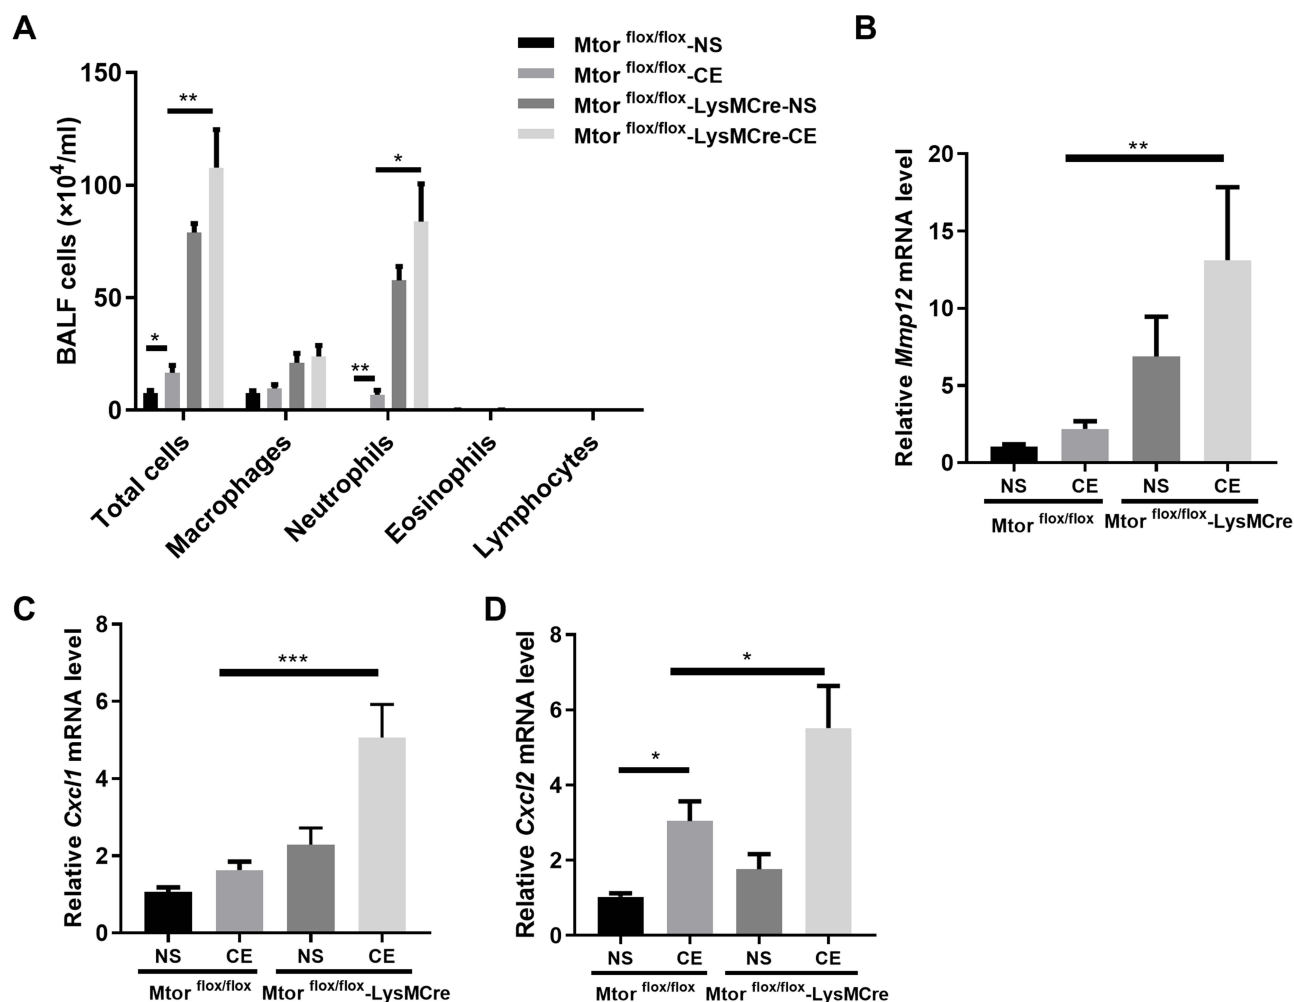 A
Mtor flox/flox-NS
Mtor flox/flox-CE
Mtor flox/flox-LysMCre-NS
Mtor flox/flox-LysMCre-CE
BALF cells (×10⁴/ml)
150
100
50
0
**
*
**
*
Total cells
Macrophages
Neutrophils
Eosinophils
Lymphocytes
B
Relative Mmp12 mRNA level
20
15
10
5
0
**
NS CE NS CE
Mtor flox/flox Mtor flox/flox-LysMCre
C
Relative Cxcl1 mRNA level
8
6
4
2
0
***
NS CE NS CE
Mtor flox/flox Mtor flox/flox-LysMCre
D
Relative Cxcl2 mRNA level
8
6
4
2
0
*
*
NS CE NS CE
Mtor flox/flox Mtor flox/flox-LysMCre